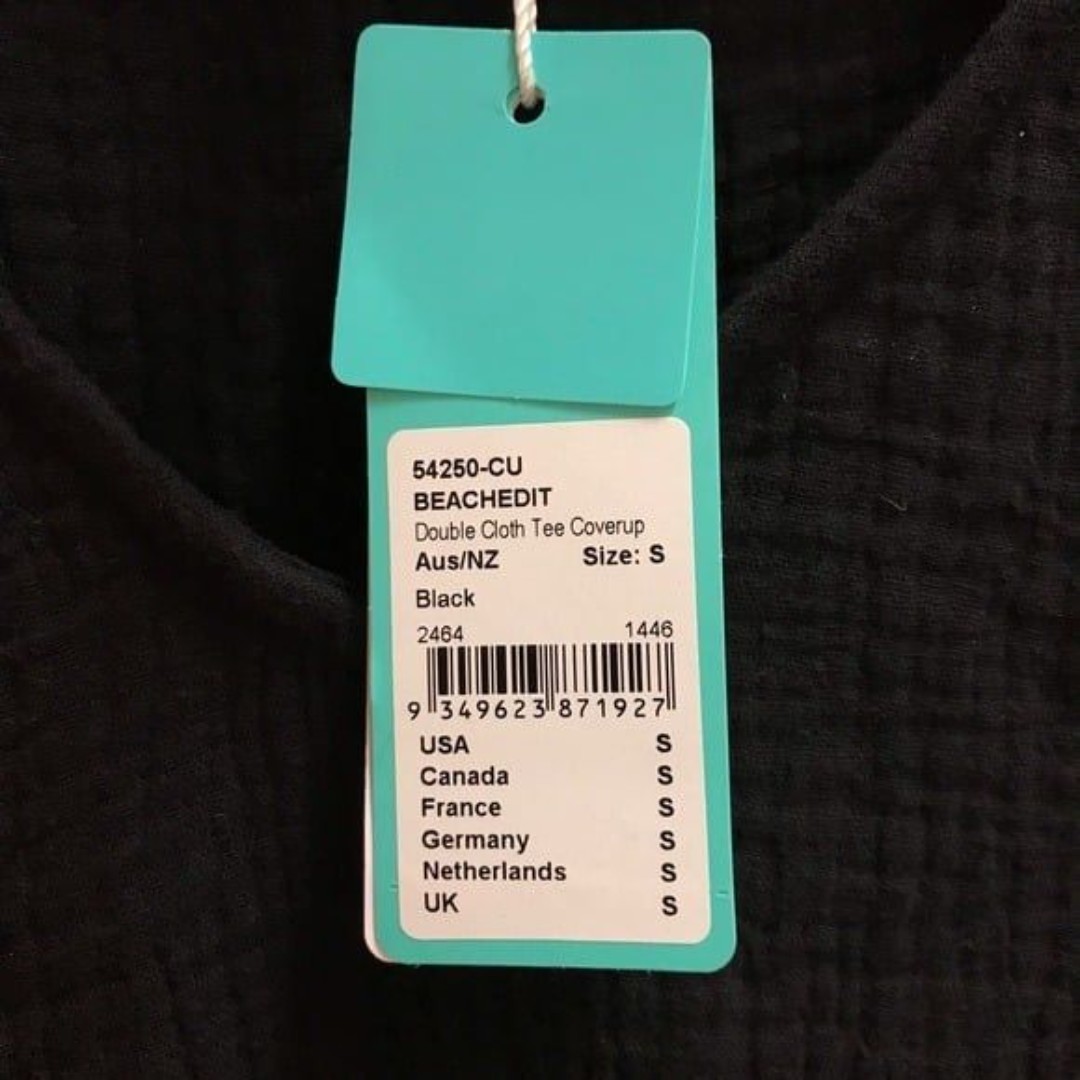 54250-CU
BEACHEDIT
Double Cloth Tee Coverup
Aus/NZ Size: S
Black
2464 1446
9 349623 871927
USA S
Canada S
France S
Germany S
Netherlands S
UK S